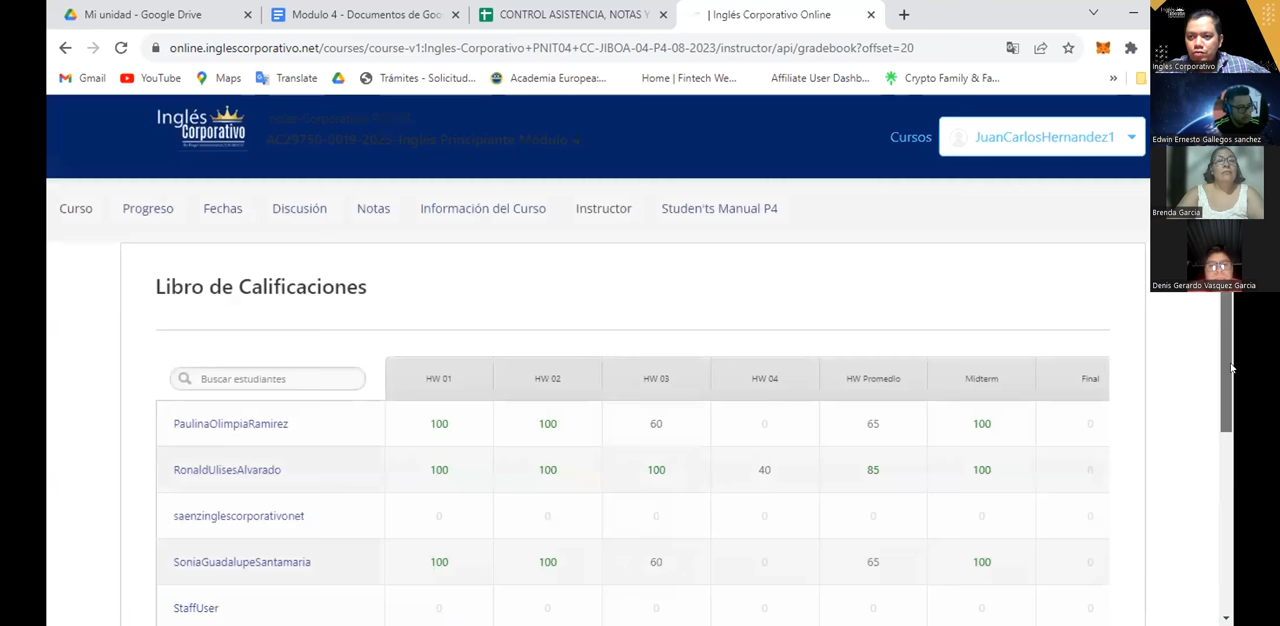 Mi unidad - Google Drive
Modulo 4 - Documentos de Goo
CONTROL ASISTENCIA, NOTAS Y
| Inglés Corporativo Online
online.inglescorporativo.net/courses/course-v1:Ingles-Corporativo+PNIT04+CC-JIBOA-04-P4-08-2023/instructor/api/gradebook?offset=20
Gmail YouTube Maps Translate Trámites - Solicitud... Academia Europea:... Home | Fintech We... Affiliate User Dashb... Crypto Family & Fa... »
Inglés Corporativo
AC29750-0019-2023-Ingles Principiante Módulo 4
Cursos JuanCarlosHernandez1
Curso Progreso Fechas Discusión Notas Información del Curso Instructor Studen'ts Manual P4
Libro de Calificaciones
Buscar estudiantes HW 01 HW 02 HW 03 HW 04 HW Promedio Midterm Final
PaulinaOlimpiaRamirez 100 100 60 0 65 100 0
RonaldUlisesAlvarado 100 100 100 40 85 100 0
saenzinglescorporativonet 0 0 0 0 0 0 0
SoniaGuadalupeSantamaria 100 100 60 0 65 100 0
StaffUser 0 0 0 0 0 0 0
Inglés Corporativo
Edwin Ernesto Gallegos sanchez
Brenda Garcia
Denis Gerardo Vasquez Garcia